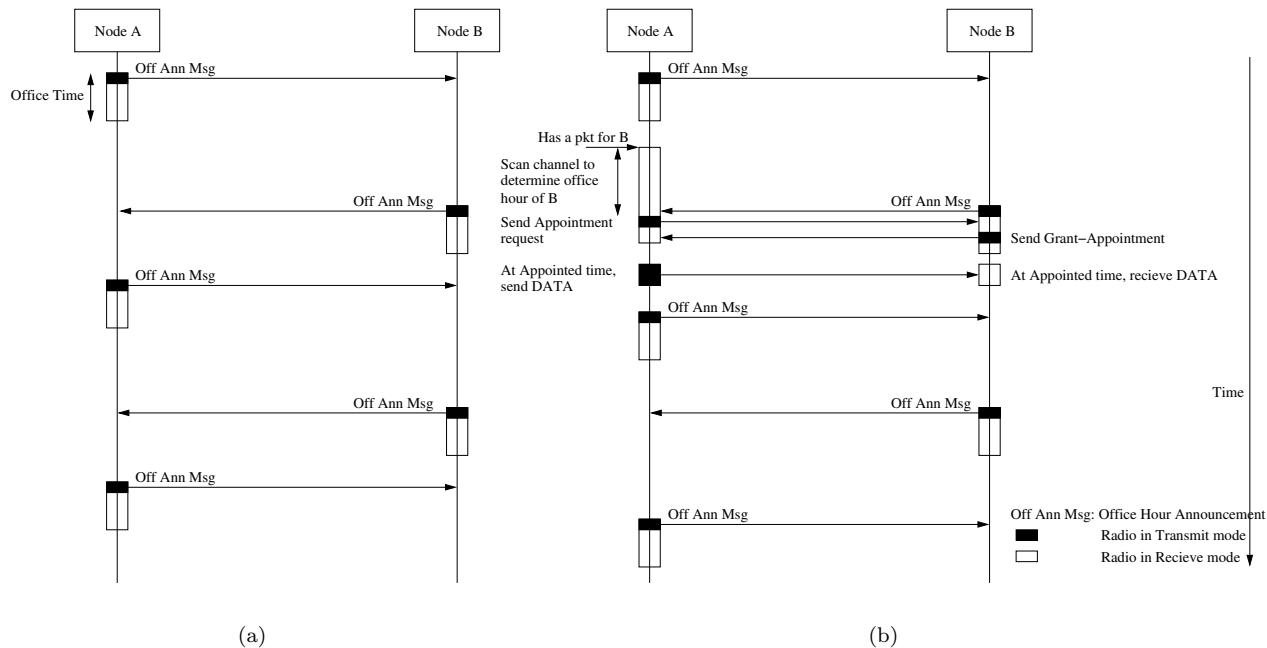 Node A
Node B
Off Ann Msg
Office Time
Off Ann Msg
Off Ann Msg
Off Ann Msg
Off Ann Msg
(a)
Node A
Node B
Off Ann Msg
Has a pkt for B
Scan channel to
determine office
hour of B
Off Ann Msg
Send Appointment
request
Send Grant−Appointment
At Appointed time,
send DATA
At Appointed time, recieve DATA
Off Ann Msg
Off Ann Msg
Time
Off Ann Msg
Off Ann Msg: Office Hour Announcement
Radio in Transmit mode
Radio in Recieve mode
(b)